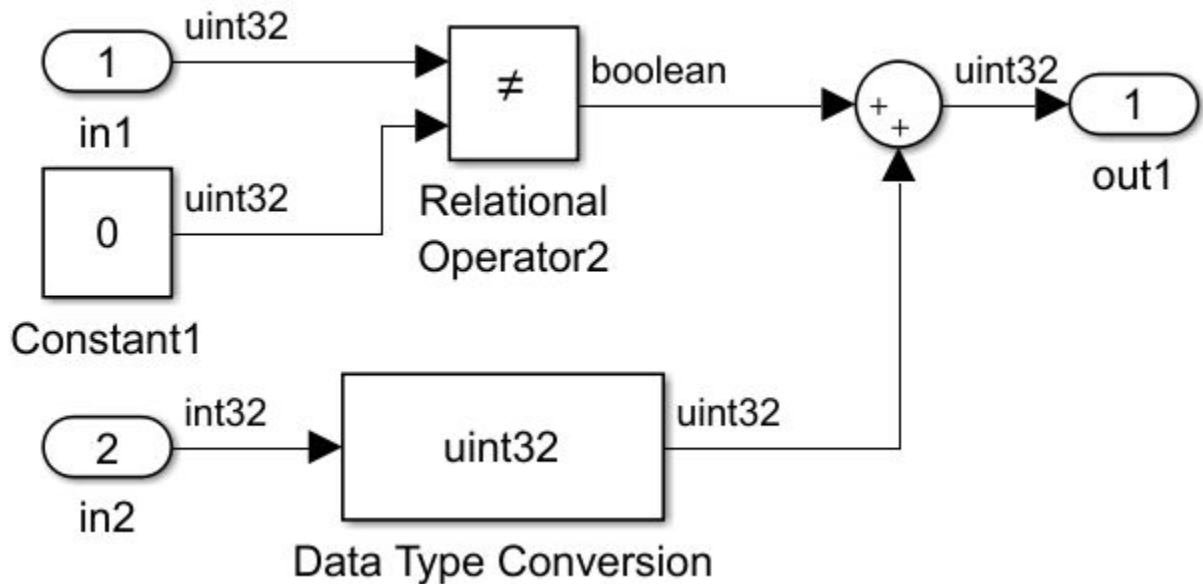 uint32
1
in1
≠
boolean
uint32
1
out1
+
+
uint32
0
Constant1
Relational
Operator2
int32
2
in2
uint32
uint32
Data Type Conversion